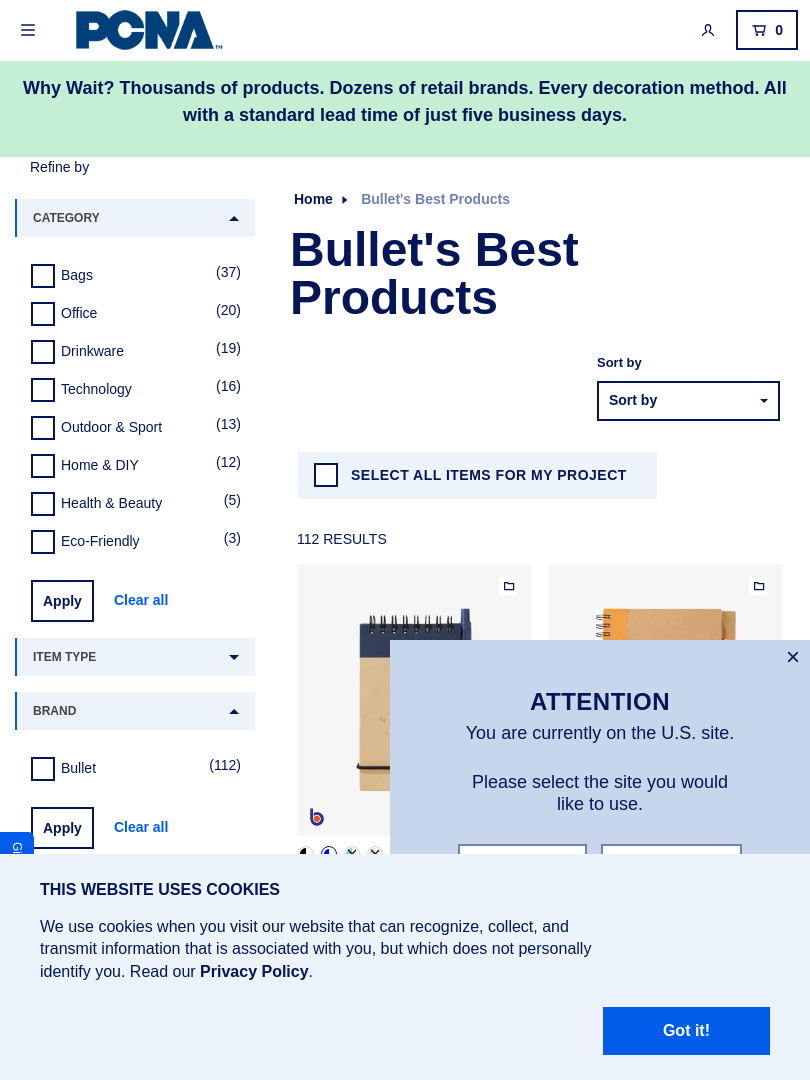 PCNA™
0
Why Wait? Thousands of products. Dozens of retail brands. Every decoration method. All
with a standard lead time of just five business days.
Refine by
CATEGORY
Bags (37)
Office (20)
Drinkware (19)
Technology (16)
Outdoor & Sport (13)
Home & DIY (12)
Health & Beauty (5)
Eco-Friendly (3)
Apply Clear all
ITEM TYPE
BRAND
Bullet (112)
Apply Clear all
Home Bullet's Best Products
Bullet's Best
Products
Sort by
Sort by
SELECT ALL ITEMS FOR MY PROJECT
112 RESULTS
b
ATTENTION
You are currently on the U.S. site.
Please select the site you would
like to use.
THIS WEBSITE USES COOKIES
We use cookies when you visit our website that can recognize, collect, and
transmit information that is associated with you, but which does not personally
identify you. Read our Privacy Policy.
Got it!